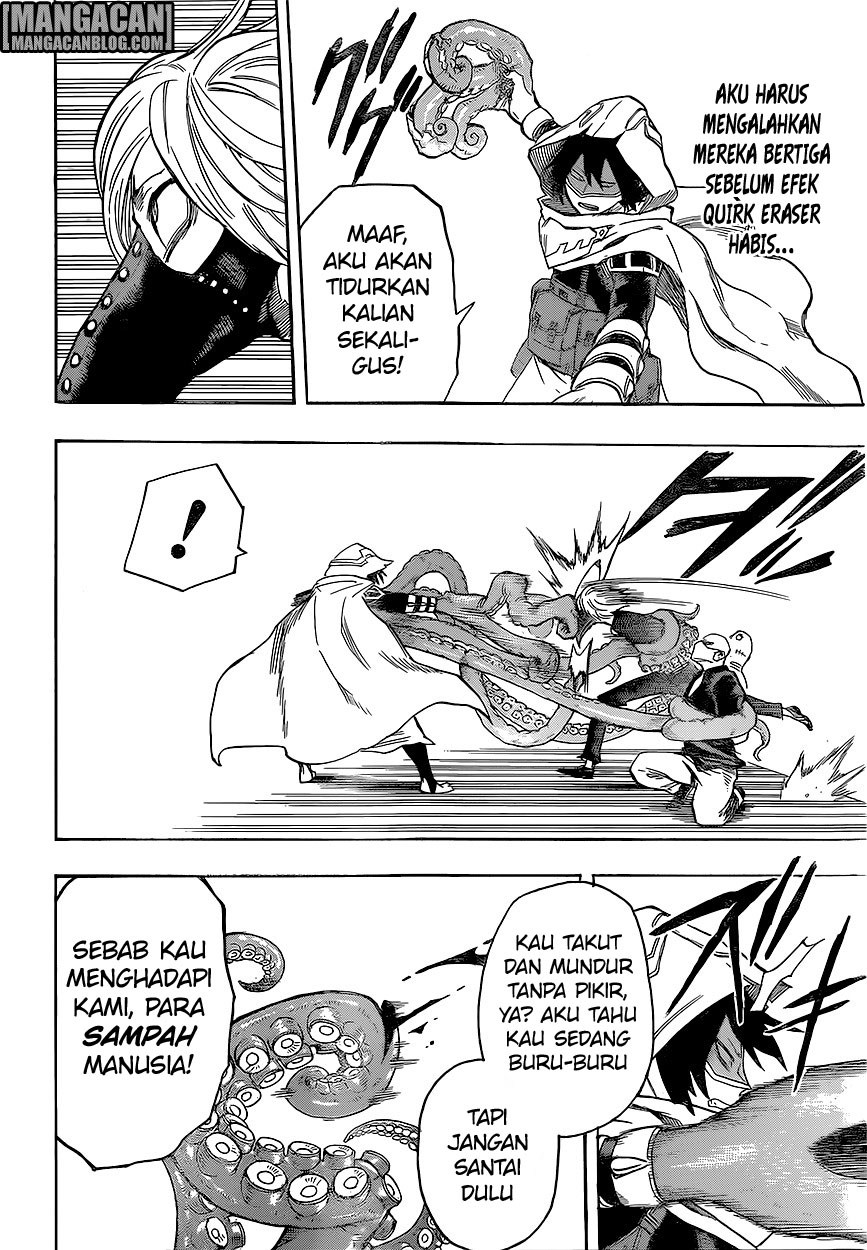 MANGACAN
MANGACANBLOG.COM
AKU HARUS
MENGALAHKAN
MEREKA BERTIGA
SEBELUM EFEK
QUIRK ERASER
HABIS...
MAAF,
AKU AKAN
TIDURKAN
KALIAN
SEKALI-
GUS!
!
KAU TAKUT
DAN MUNDUR
TANPA PIKIR,
YA? AKU TAHU
KAU SEDANG
BURU-BURU
TAPI
JANGAN
SANTAI
DULU
SEBAB KAU
MENGHADAPI
KAMI, PARA
SAMPAH
MANUSIA!